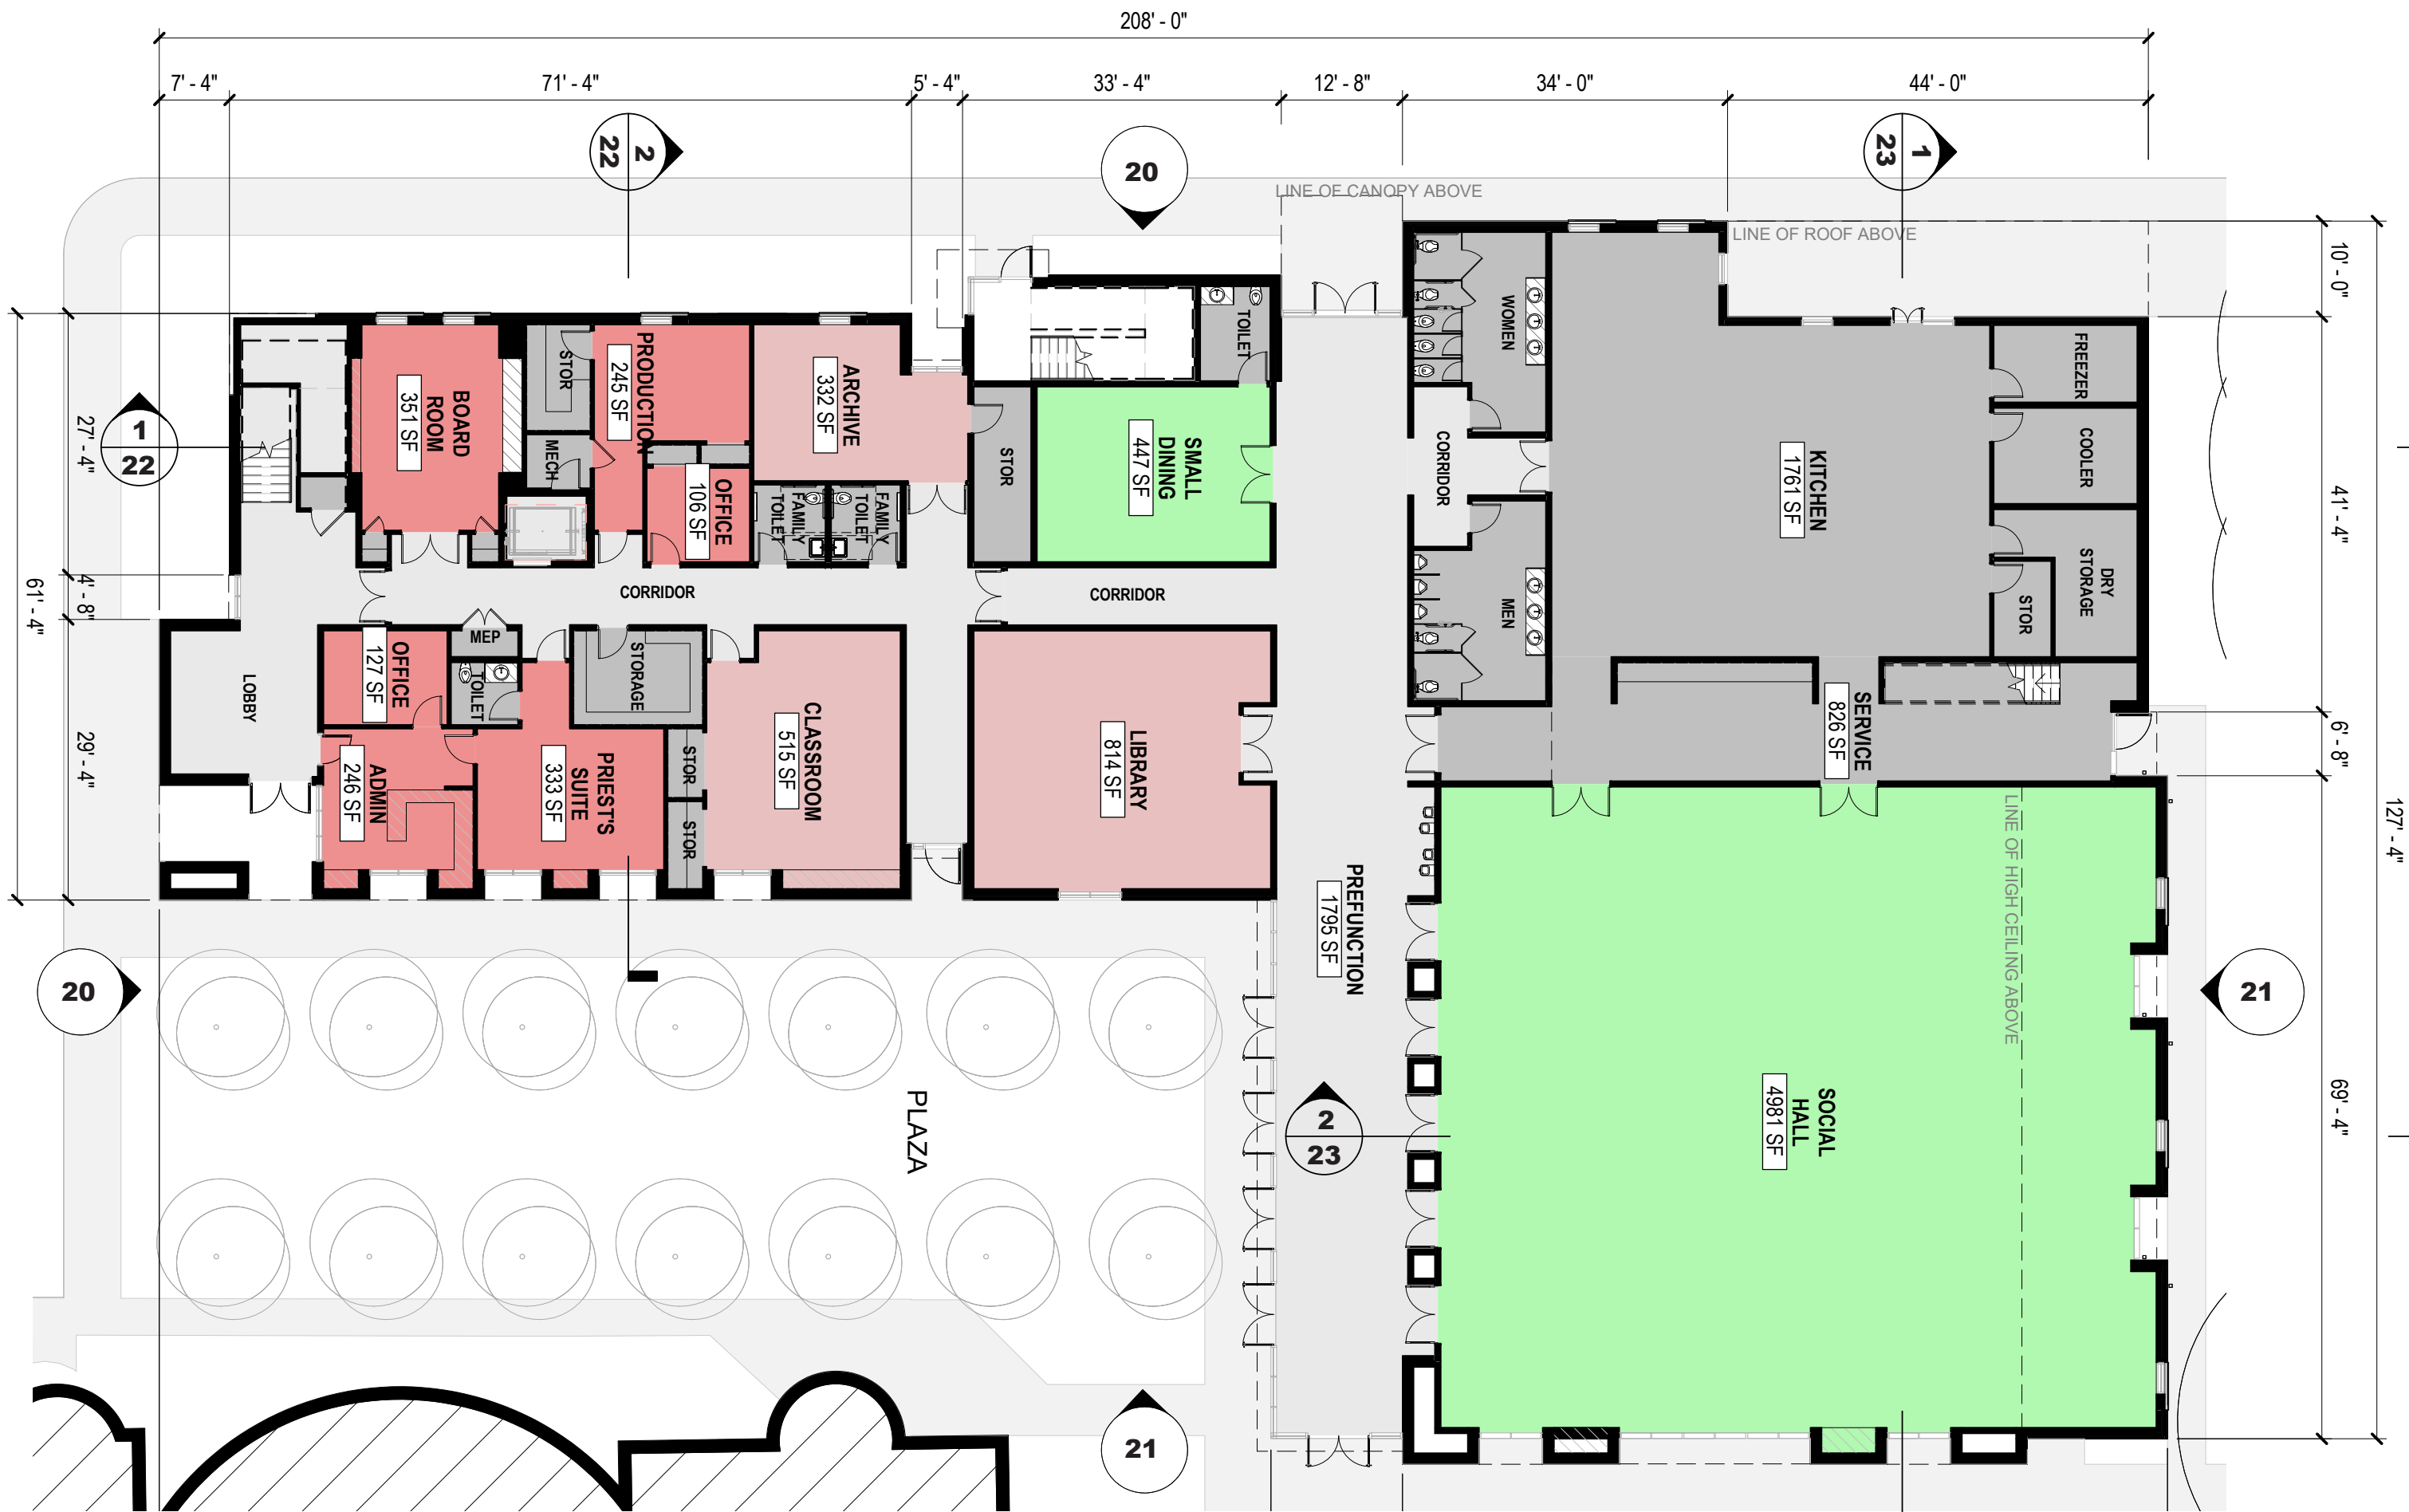 208' - 0"
7' - 4"
71' - 4"
5' - 4"
33' - 4"
12' - 8"
34' - 0"
44' - 0"
2
22
20
1
23
LINE OF CANOPY ABOVE
LINE OF ROOF ABOVE
10' - 0"
41' - 4"
6' - 8"
69' - 4"
127' - 4"
61' - 4"
27' - 4"
4' - 8"
29' - 4"
1
22
BOARD
ROOM
351 SF
STOR
MECH
PRODUCTION
245 SF
OFFICE
106 SF
ARCHIVE
332 SF
FAMILY
TOILET
FAMILY
TOILET
STOR
SMALL
DINING
447 SF
TOILET
WOMEN
CORRIDOR
MEN
KITCHEN
1761 SF
FREEZER
COOLER
DRY
STORAGE
STOR
CORRIDOR
CORRIDOR
LOBBY
OFFICE
127 SF
MEP
TOILET
STORAGE
ADMIN
246 SF
PRIEST'S
SUITE
333 SF
STOR
STOR
CLASSROOM
515 SF
LIBRARY
814 SF
SERVICE
826 SF
PREFUNCTION
1795 SF
LINE OF HIGH CEILING ABOVE
SOCIAL
HALL
4981 SF
20
21
PLAZA
2
23
21